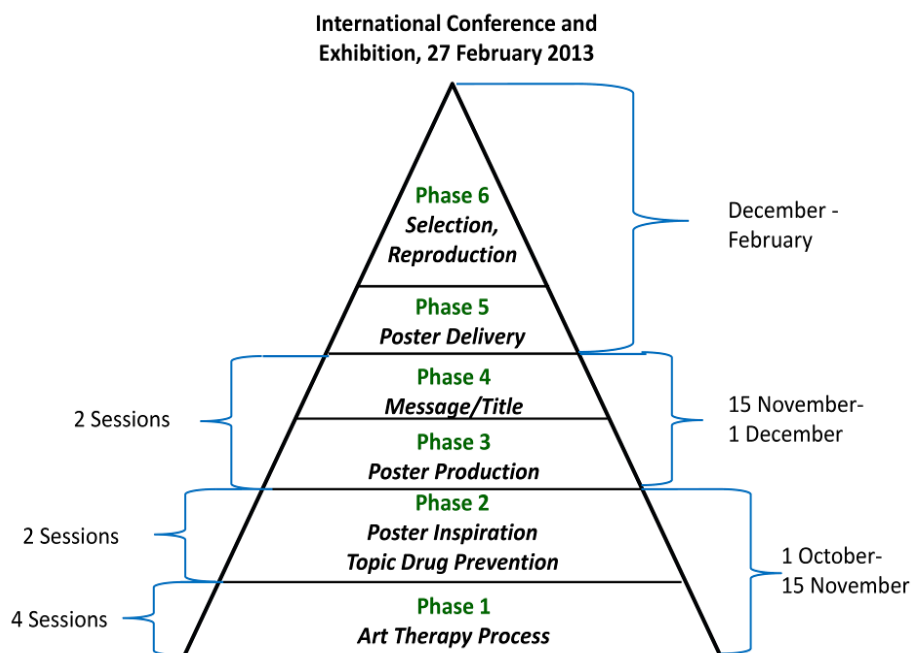 International Conference and
Exhibition, 27 February 2013
Phase 6
Selection,
Reproduction
December -
February
Phase 5
Poster Delivery
Phase 4
Message/Title
2 Sessions
15 November-
1 December
Phase 3
Poster Production
Phase 2
Poster Inspiration
Topic Drug Prevention
2 Sessions
1 October-
15 November
Phase 1
Art Therapy Process
4 Sessions